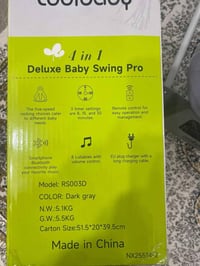 4 in 1
Deluxe Baby Swing Pro
The five-speed
rocking choices cater
to different baby
needs.
3 timer settings
are 8, 15, and 30
minutes.
Remote control for
easy operation and
management.
Smartphone
Bluetooth
connectivity play
your favorite music.
6 Lullabies with
volume control.
EU plug charger with a
long charging cable.
Model: RS003D
COLOR: Dark gray
N.W.:5.1KG
G.W.:5.5KG
Carton Size:51.5*20*39.5cm
Made in China
NX25514-2